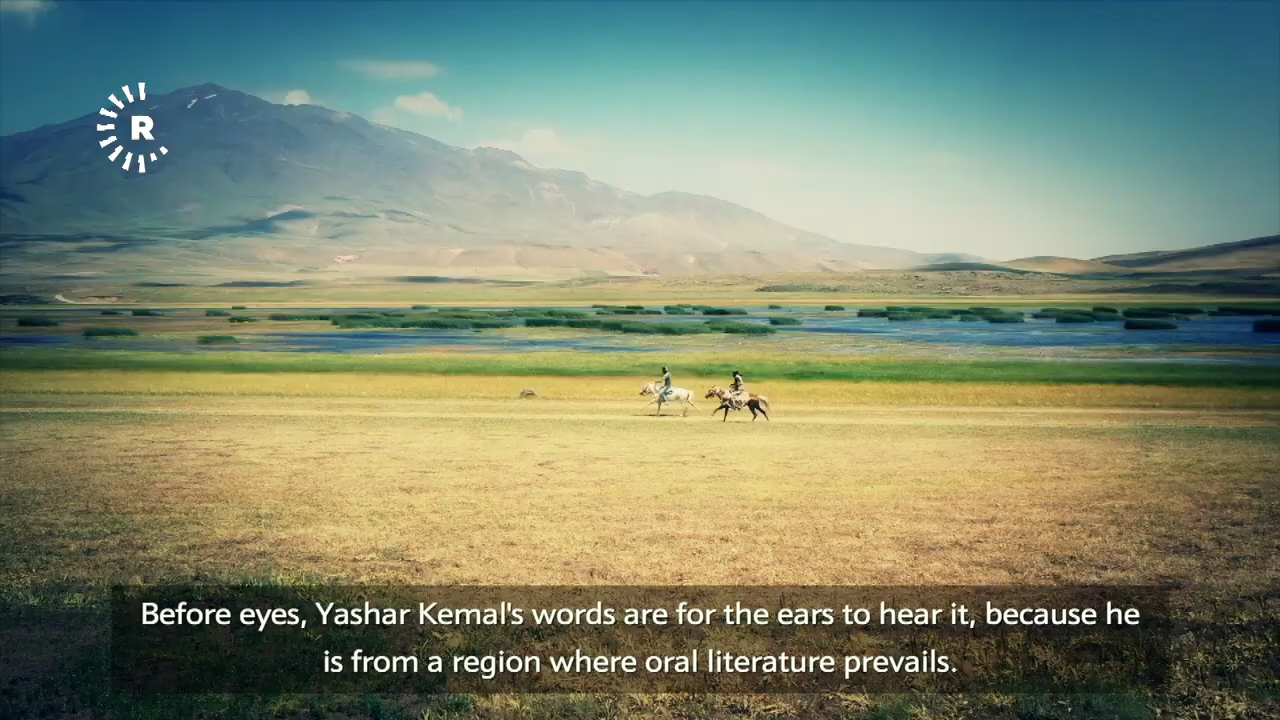 R
Before eyes, Yashar Kemal's words are for the ears to hear it, because he
is from a region where oral literature prevails.